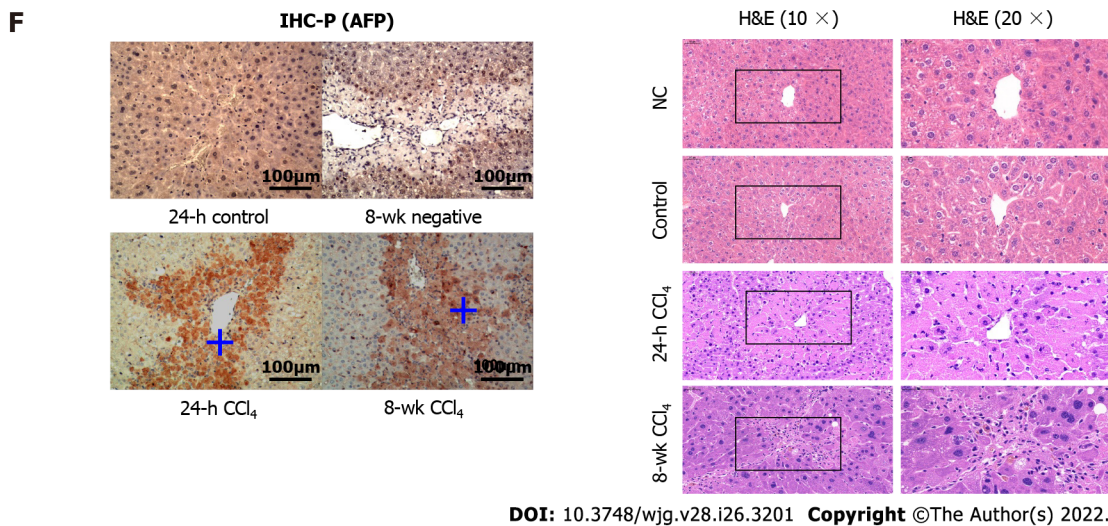 F
IHC-P (AFP)
100μm
100μm
24-h control
8-wk negative
100μm
100μm
24-h CCl₄
8-wk CCl₄
H&E (10 ×)
H&E (20 ×)
NC
Control
24-h CCl₄
8-wk CCl₄
DOI: 10.3748/wjg.v28.i26.3201 Copyright ©The Author(s) 2022.